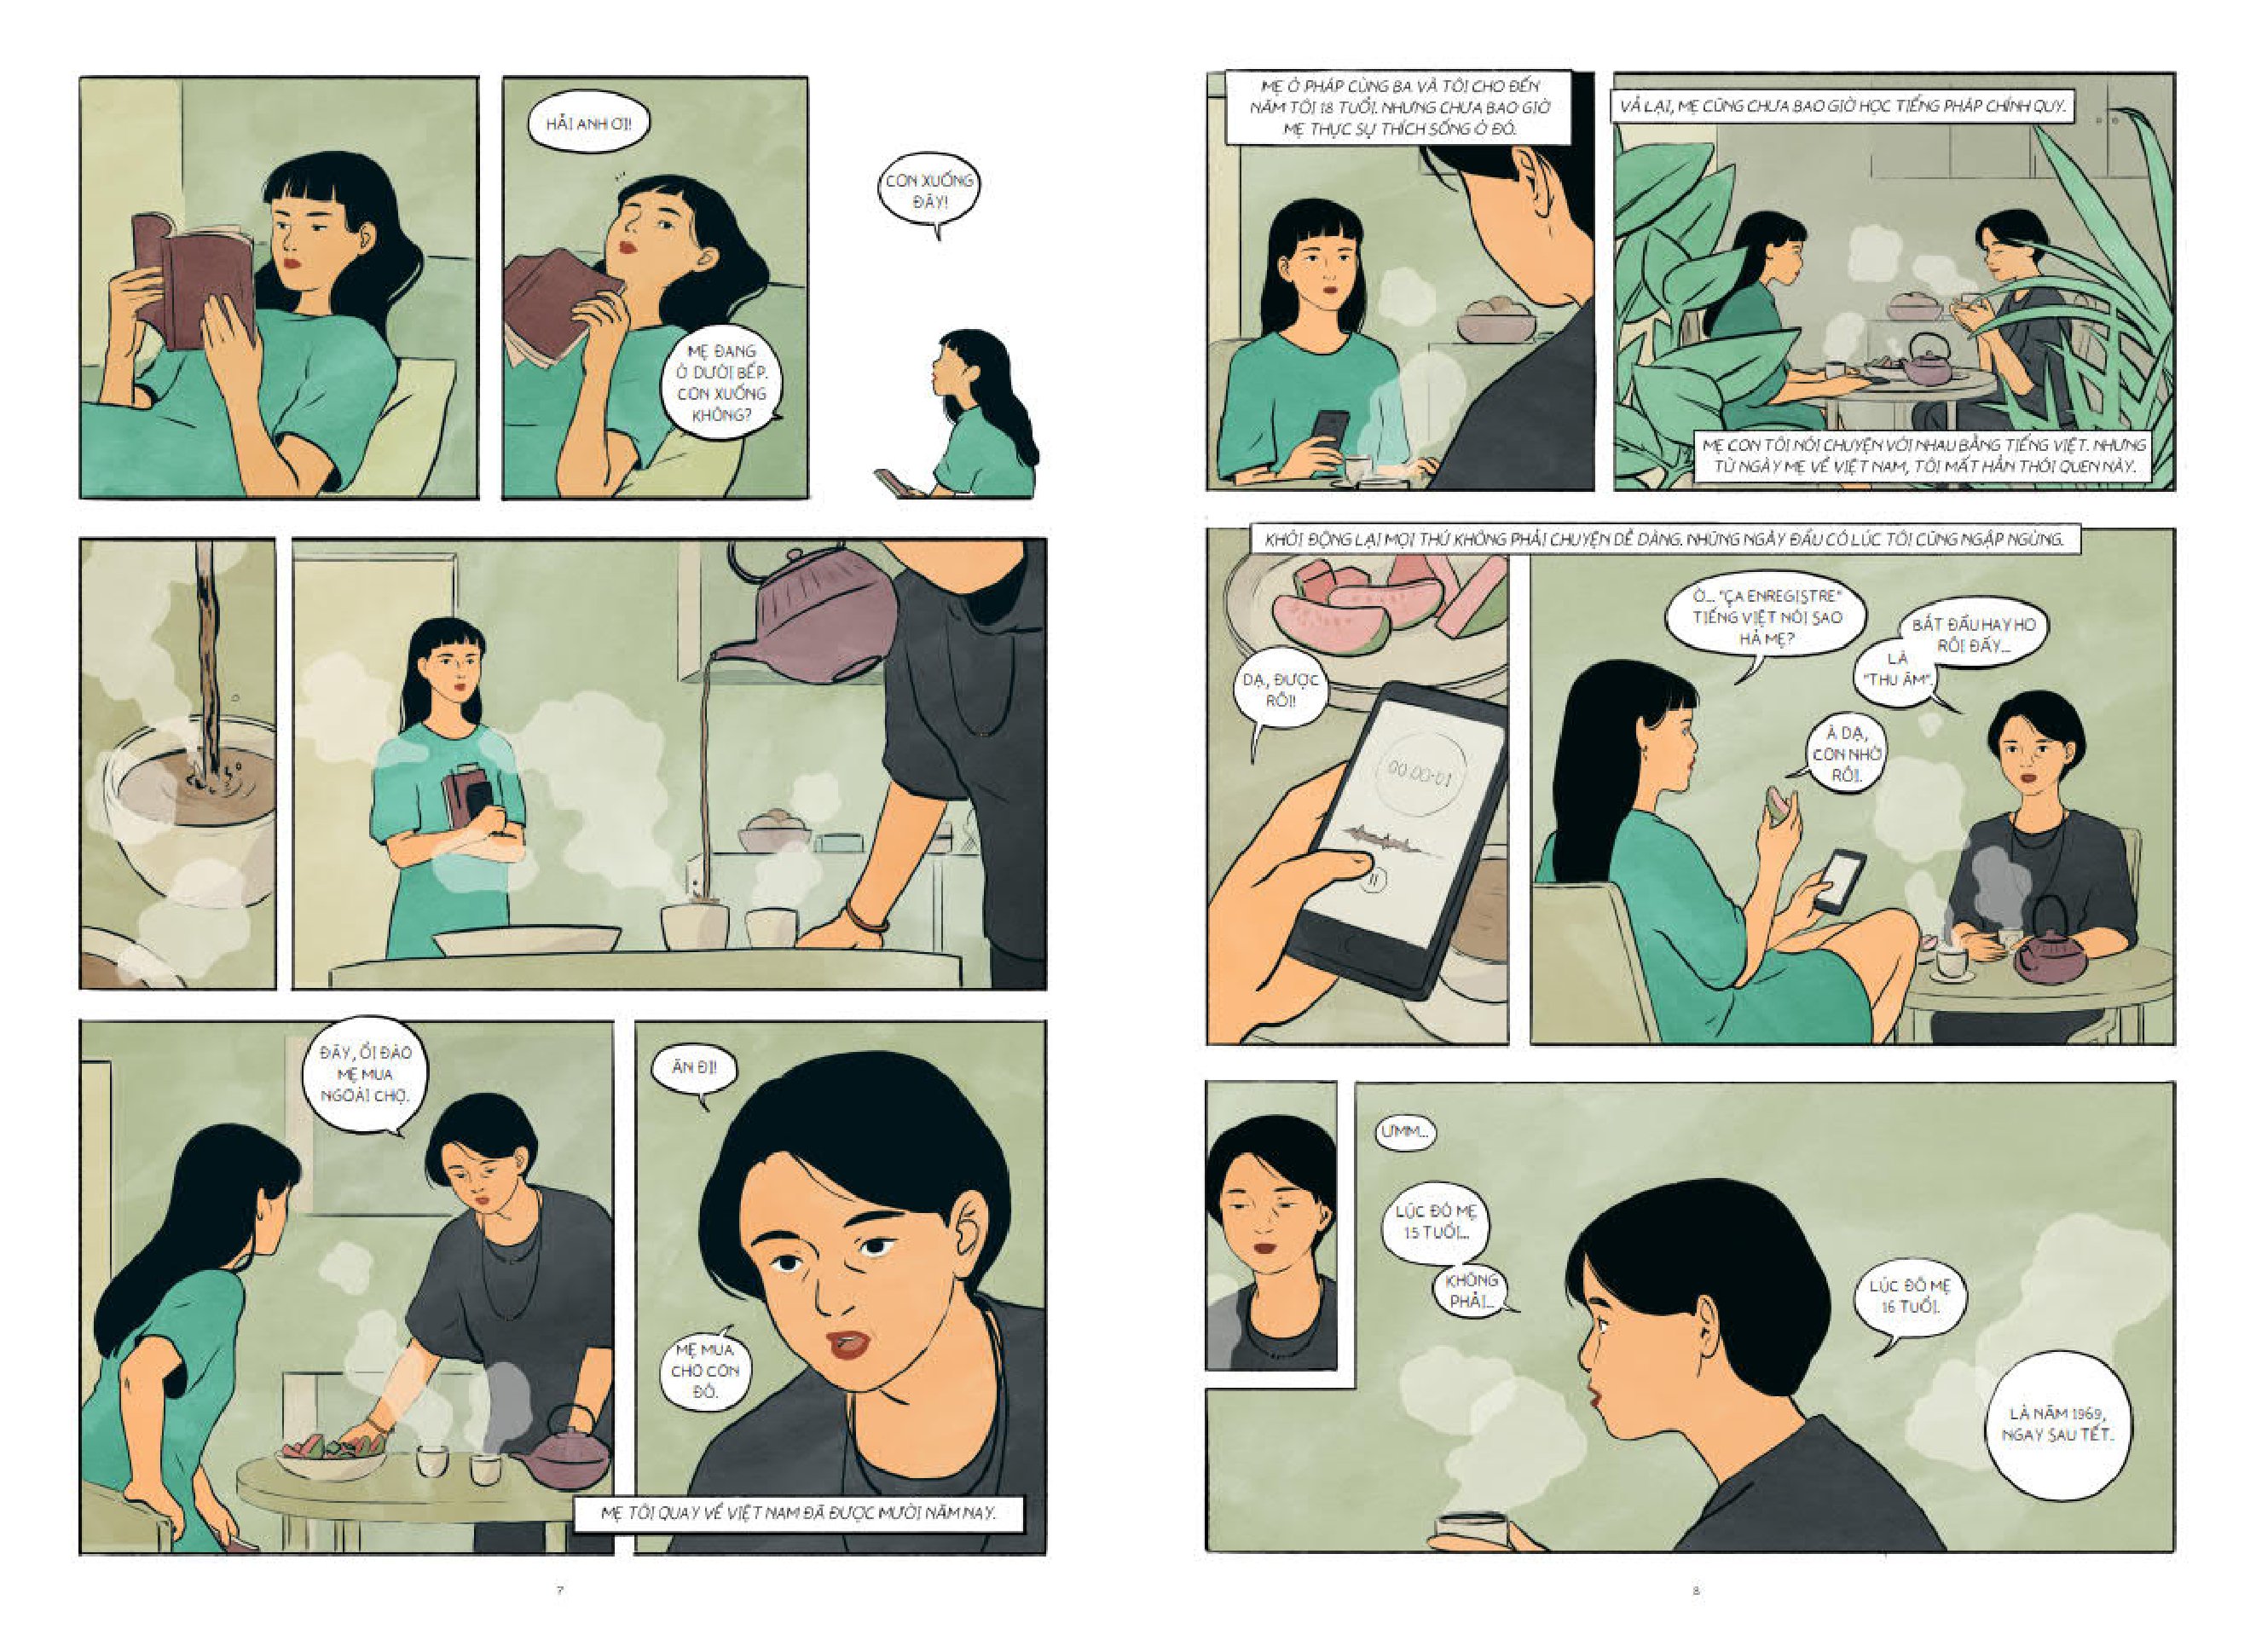 HẢI ANH ƠI!
MẸ ĐANG
Ở DƯỚI BẾP.
CON XUỐNG
KHÔNG?
CON XUỐNG
ĐÂY!
ĐÂY, ỔI ĐÀO
MẸ MUA
NGOÀI CHỢ.
ĂN ĐI!
MẸ MUA
CHO CON
ĐÓ.
MẸ TÔI QUAY VỀ VIỆT NAM ĐÃ ĐƯỢC MƯỜI NĂM NAY.
7
MẸ Ở PHÁP CÙNG BA VÀ TÔI CHO ĐẾN
NĂM TÔI 18 TUỔI. NHƯNG CHƯA BAO GIỜ
MẸ THỰC SỰ THÍCH SỐNG Ở ĐÓ.
VẢ LẠI, MẸ CŨNG CHƯA BAO GIỜ HỌC TIẾNG PHÁP CHÍNH QUY.
MẸ CON TÔI NÓI CHUYỆN VỚI NHAU BẰNG TIẾNG VIỆT. NHƯNG
TỪ NGÀY MẸ VỀ VIỆT NAM, TÔI MẤT HẲN THÓI QUEN NÀY.
KHỞI ĐỘNG LẠI MỌI THỨ KHÔNG PHẢI CHUYỆN DỄ DÀNG. NHỮNG NGÀY ĐẦU CÓ LÚC TÔI CŨNG NGẬP NGỪNG.
DẠ, ĐƯỢC
RỒI!
00:00:01
Ờ... "ÇA ENREGISTRE"
TIẾNG VIỆT NÓI SAO
HẢ MẸ?
BẮT ĐẦU HAY HO
RỒI ĐẤY...
LÀ
"THU ÂM".
À DẠ,
CON NHỚ
RỒI.
ƯMM...
LÚC ĐÓ MẸ
15 TUỔI...
KHÔNG
PHẢI...
LÚC ĐÓ MẸ
16 TUỔI.
LÀ NĂM 1969,
NGAY SAU TẾT.
8